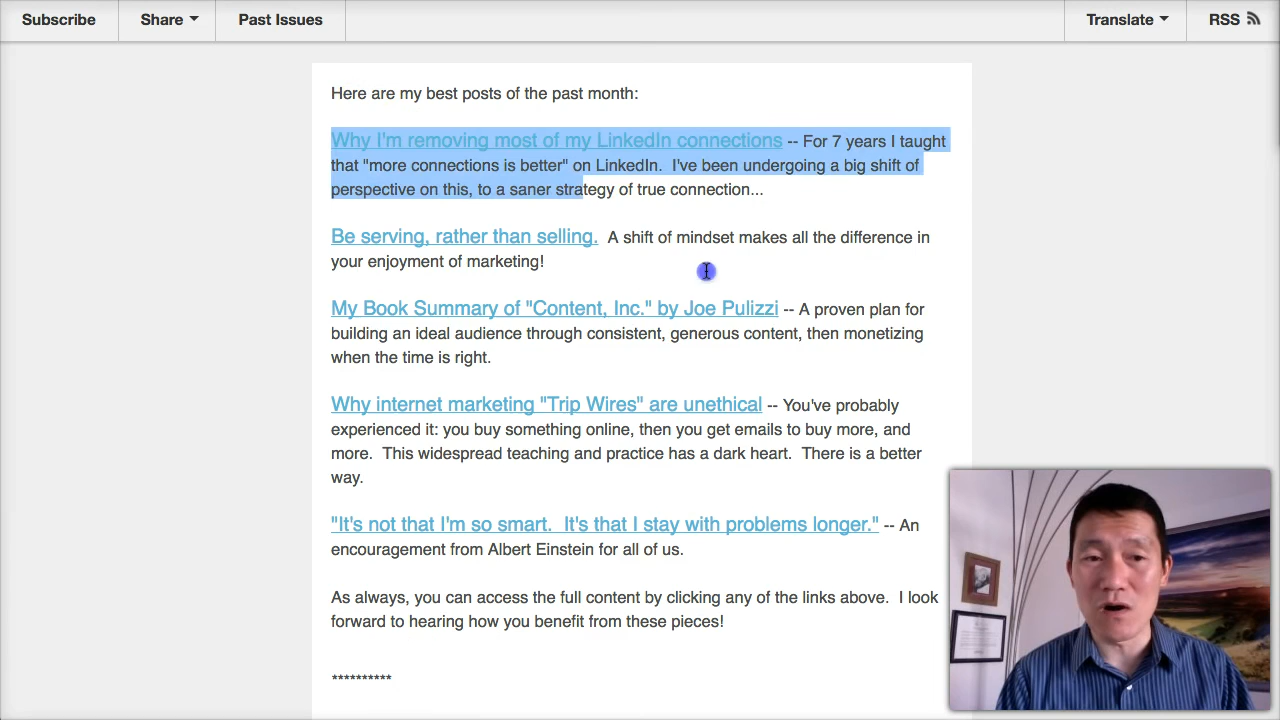 Subscribe
Share
Past Issues
Translate
RSS
Here are my best posts of the past month:
Why I'm removing most of my LinkedIn connections -- For 7 years I taught
that "more connections is better" on LinkedIn. I've been undergoing a big shift of
perspective on this, to a saner strategy of true connection...
Be serving, rather than selling. A shift of mindset makes all the difference in
your enjoyment of marketing!
My Book Summary of "Content, Inc." by Joe Pulizzi -- A proven plan for
building an ideal audience through consistent, generous content, then monetizing
when the time is right.
Why internet marketing "Trip Wires" are unethical -- You've probably
experienced it: you buy something online, then you get emails to buy more, and
more. This widespread teaching and practice has a dark heart. There is a better
way.
"It's not that I'm so smart. It's that I stay with problems longer." -- An
encouragement from Albert Einstein for all of us.
As always, you can access the full content by clicking any of the links above. I look
forward to hearing how you benefit from these pieces!
**********